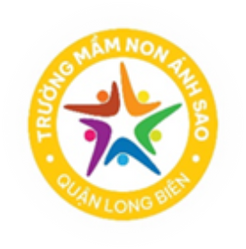 TRƯỜNG MẦM NON ÁNH SAO
QUẬN LONG BIÊN